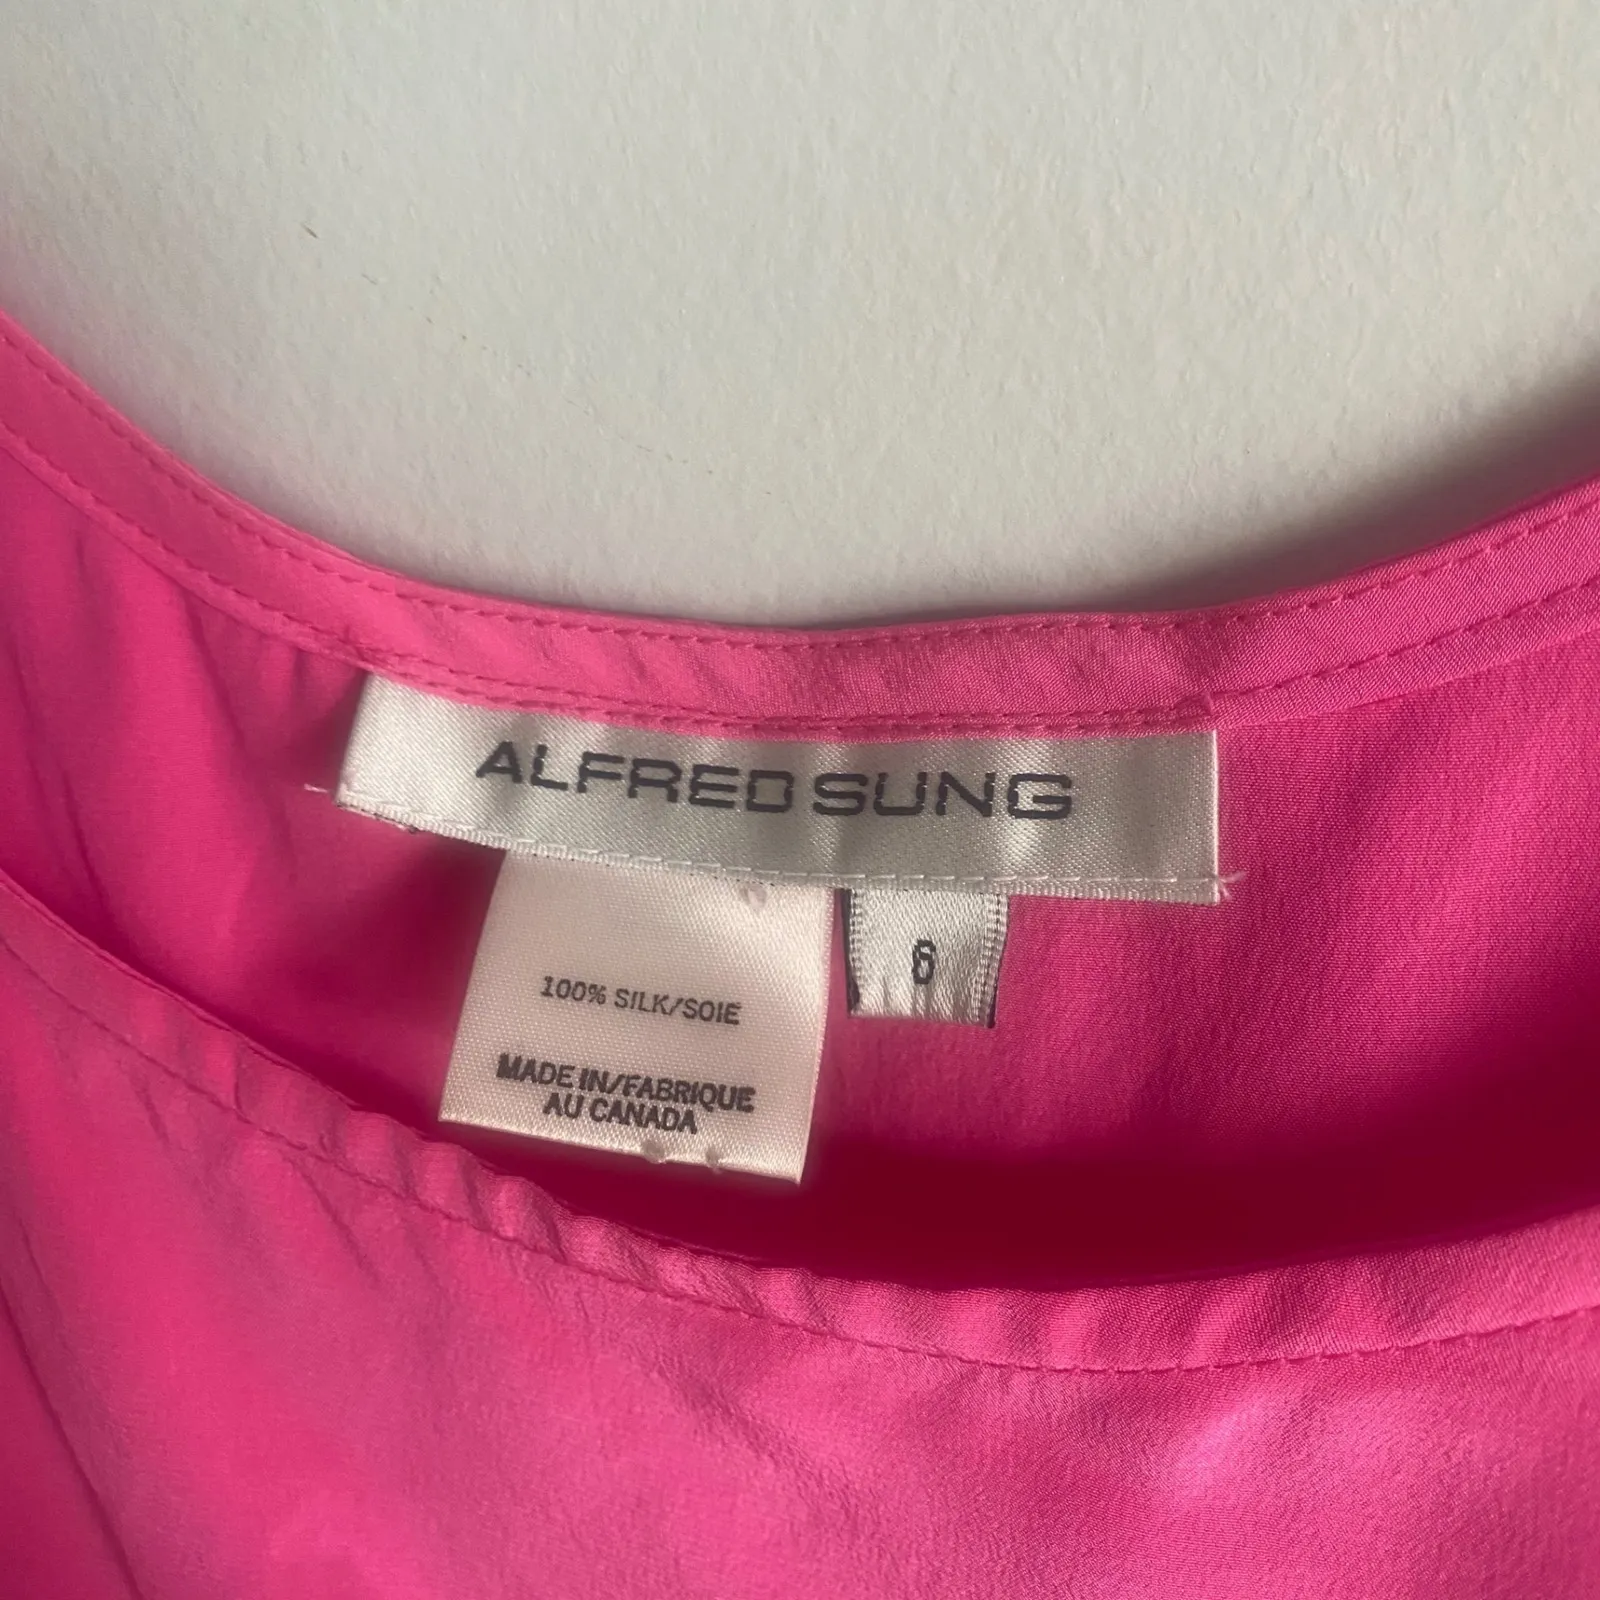 ALFRED SUNG
6
100% SILK/SOIE
MADE IN/FABRIQUE
AU CANADA